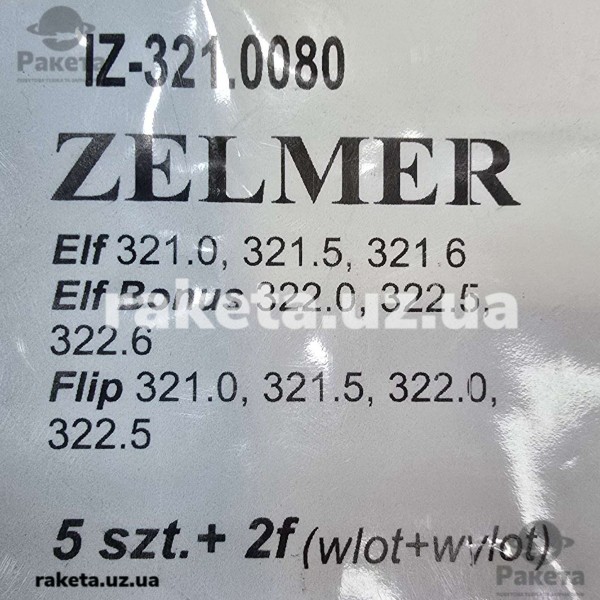 Ракета
IZ-321.0080
ZELMER
Elf 321.0, 321.5, 321.6
Elf Bonus 322.0, 322.5,
322.6
raketa.uz.ua
Flip 321.0, 321.5, 322.0,
322.5
5 szt.+ 2f (wlot+wylot)
raketa.uz.ua
Ракета